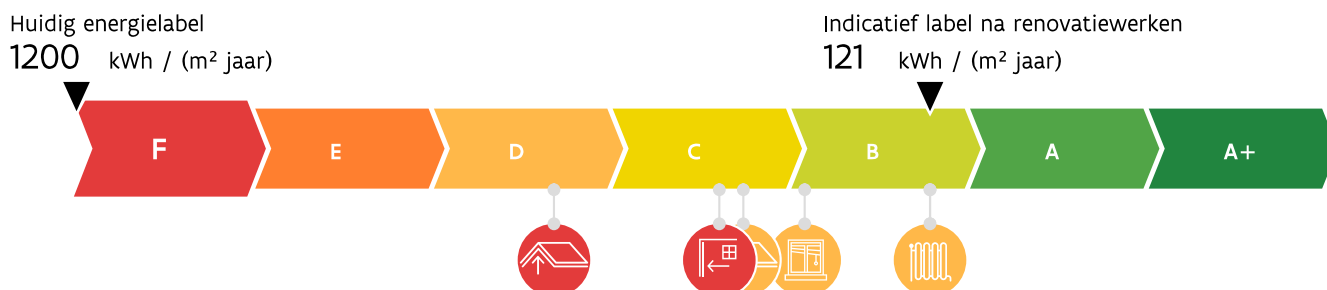 Huidig energielabel
1200 kWh / (m² jaar)
Indicatief label na renovatiewerken
121 kWh / (m² jaar)
F E D C B A A+